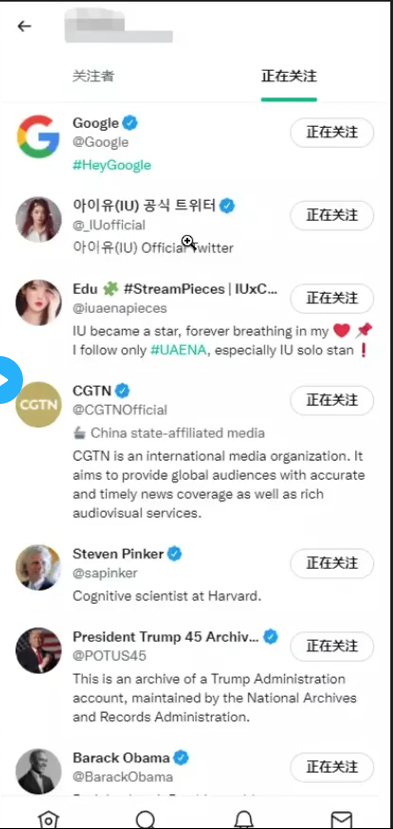 关注者 正在关注
Google 正在关注
@Google
#HeyGoogle
아이유(IU) 공식 트위터 正在关注
@_IUofficial
아이유(IU) Official Twitter
Edu #StreamPieces | IUxC... 正在关注
@iuaenapieces
IU became a star, forever breathing in my ❤️ 📌
I follow only #UAENA, especially IU solo stan ❗
CGTN
CGTN 正在关注
@CGTNOfficial
China state-affiliated media
CGTN is an international media organization. It
aims to provide global audiences with accurate
and timely news coverage as well as rich
audiovisual services.
Steven Pinker 正在关注
@sapinker
Cognitive scientist at Harvard.
President Trump 45 Archiv... 正在关注
@POTUS45
This is an archive of a Trump Administration
account, maintained by the National Archives
and Records Administration.
Barack Obama 正在关注
@BarackObama